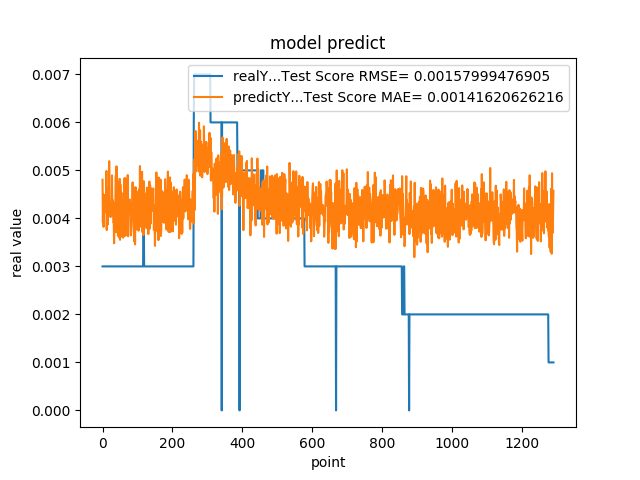 model predict
realY...Test Score RMSE= 0.00157999476905
predictY...Test Score MAE= 0.00141620626216
0.007
0.006
0.005
0.004
0.003
0.002
0.001
0.000
real value
0 200 400 600 800 1000 1200
point